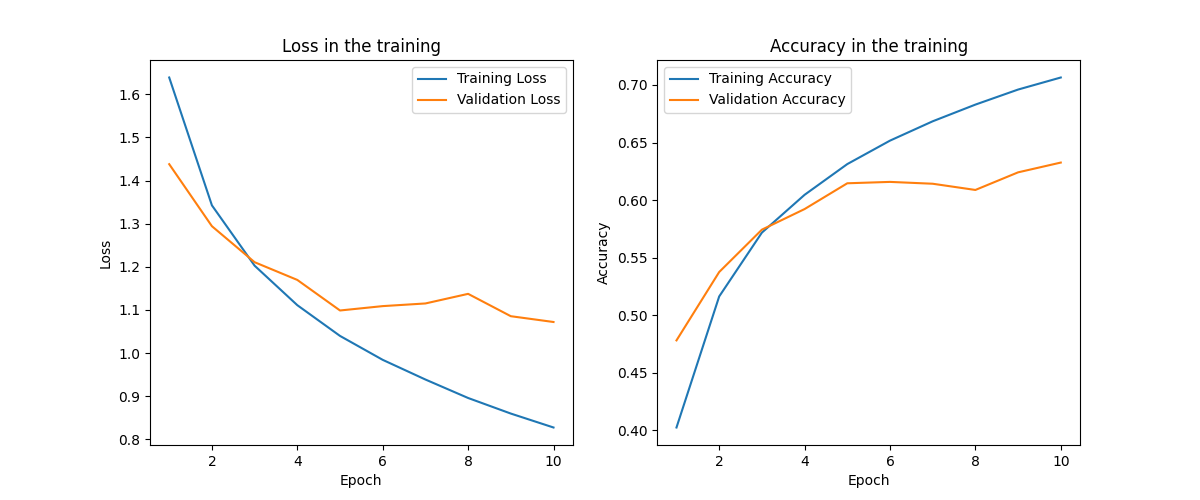 Loss in the training
Training Loss
Validation Loss
1.6
1.5
1.4
1.3
1.2
1.1
1.0
0.9
0.8
Loss
2
4
6
8
10
Epoch
Accuracy in the training
Training Accuracy
Validation Accuracy
0.70
0.65
0.60
0.55
0.50
0.45
0.40
Accuracy
2
4
6
8
10
Epoch